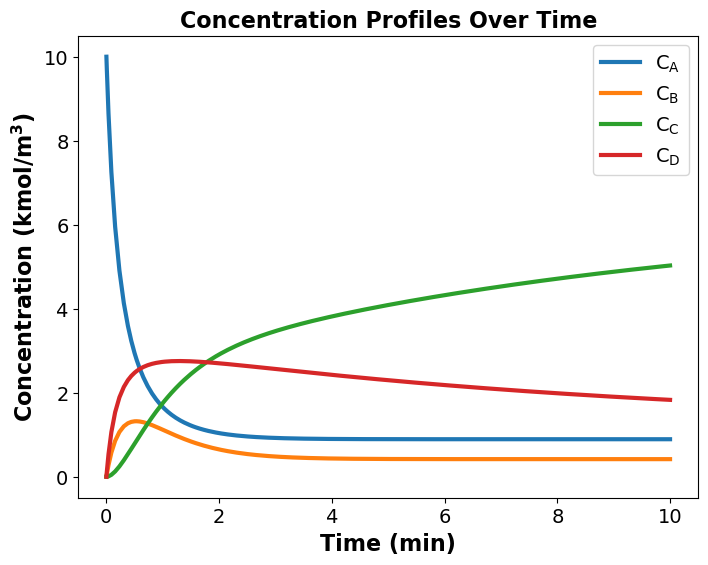 Concentration Profiles Over Time
Concentration (kmol/m³)
10
8
6
4
2
0
0 2 4 6 8 10
Time (min)
C_A
C_B
C_C
C_D